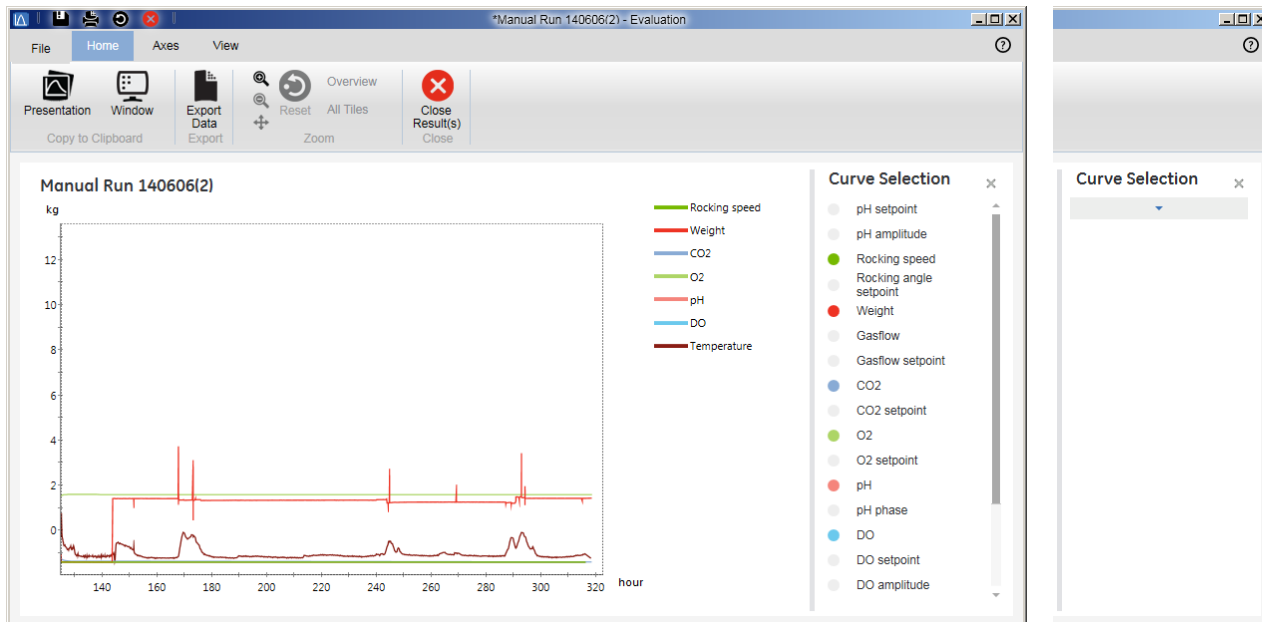 *Manual Run 140606(2) - Evaluation
File Home Axes View
Presentation Window Export Data Reset Overview All Tiles Close Result(s)
Copy to Clipboard Export Zoom Close
Manual Run 140606(2)
kg
12
10
8
6
4
2
0
140 160 180 200 220 240 260 280 300 320 hour
Rocking speed
Weight
CO2
O2
pH
DO
Temperature
Curve Selection
pH setpoint
pH amplitude
Rocking speed
Rocking angle
setpoint
Weight
Gasflow
Gasflow setpoint
CO2
CO2 setpoint
O2
O2 setpoint
pH
pH phase
DO
DO setpoint
DO amplitude
Curve Selection